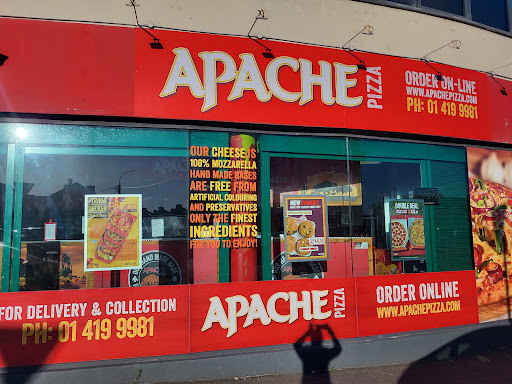 APACHE PIZZA
ORDER ON-LINE
WWW.APACHEPIZZA.COM
PH: 01 419 9981
OUR CHEESE IS
100% MOZZARELLA
HAND MADE BASES
ARE FREE FROM
ARTIFICIAL COLOURING
AND PRESERVATIVES
ONLY THE FINEST
INGREDIENTS
FOR YOU TO ENJOY!
NEW
DOUBLE DEAL
FOR DELIVERY & COLLECTION
PH: 01 419 9981
APACHE PIZZA
ORDER ONLINE
WWW.APACHEPIZZA.COM